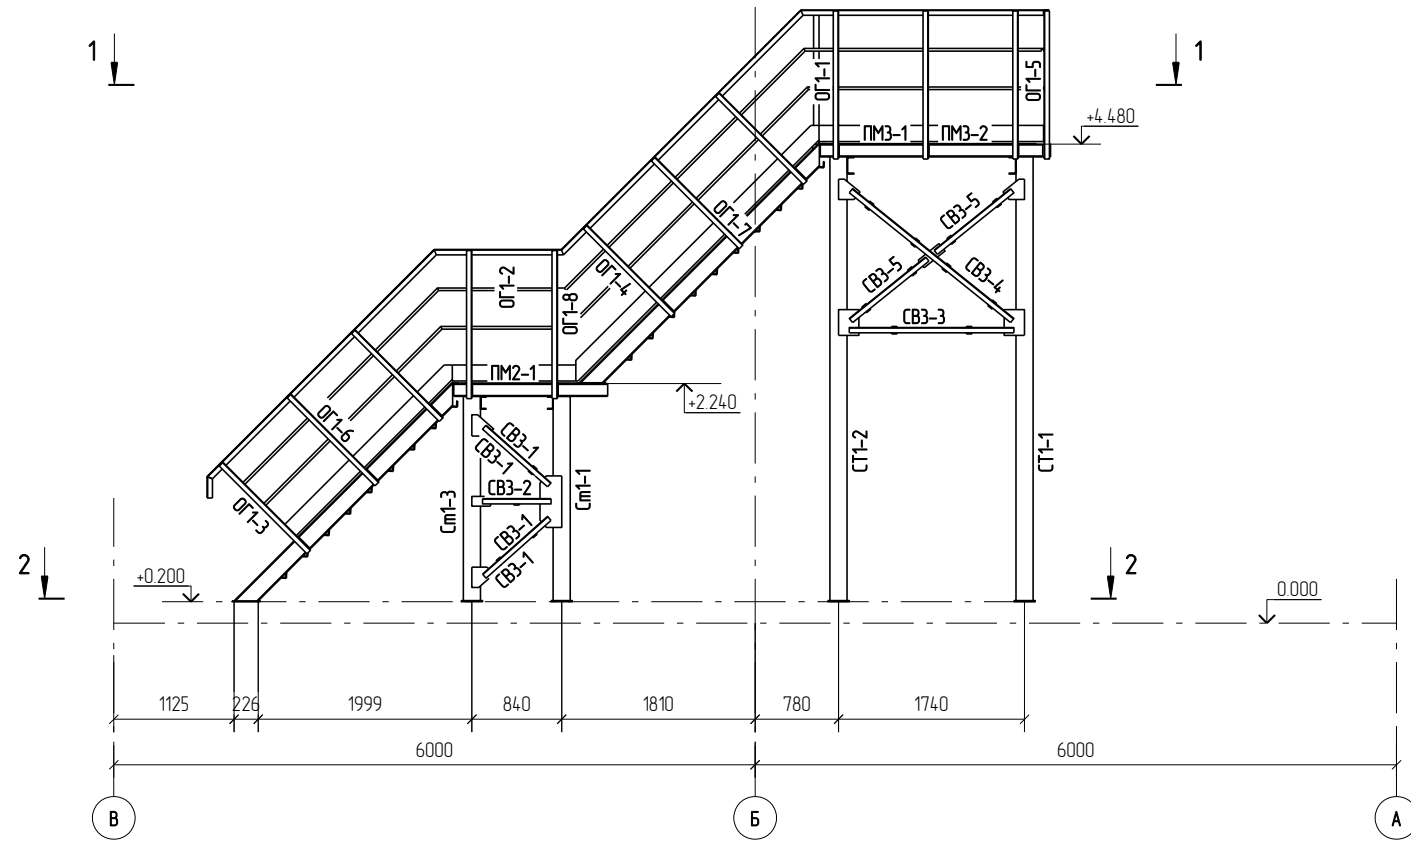 1
1
ОГ1-1
ОГ1-5
ПМ3-1
ПМ3-2
+4.480
СВ3-5
ОГ1-7
ОГ1-2
ОГ1-4
СВ3-5
СВ3-4
ОГ1-8
СВ3-3
ПМ2-1
+2.240
ОГ1-6
СВ3-1
СВ3-1
СТ1-2
СТ1-1
СВ3-2
Ст1-3
Ст1-1
ОГ1-3
СВ3-1
СВ3-1
2
2
+0.200
0.000
1125
226
1999
840
1810
780
1740
6000
6000
В
Б
А